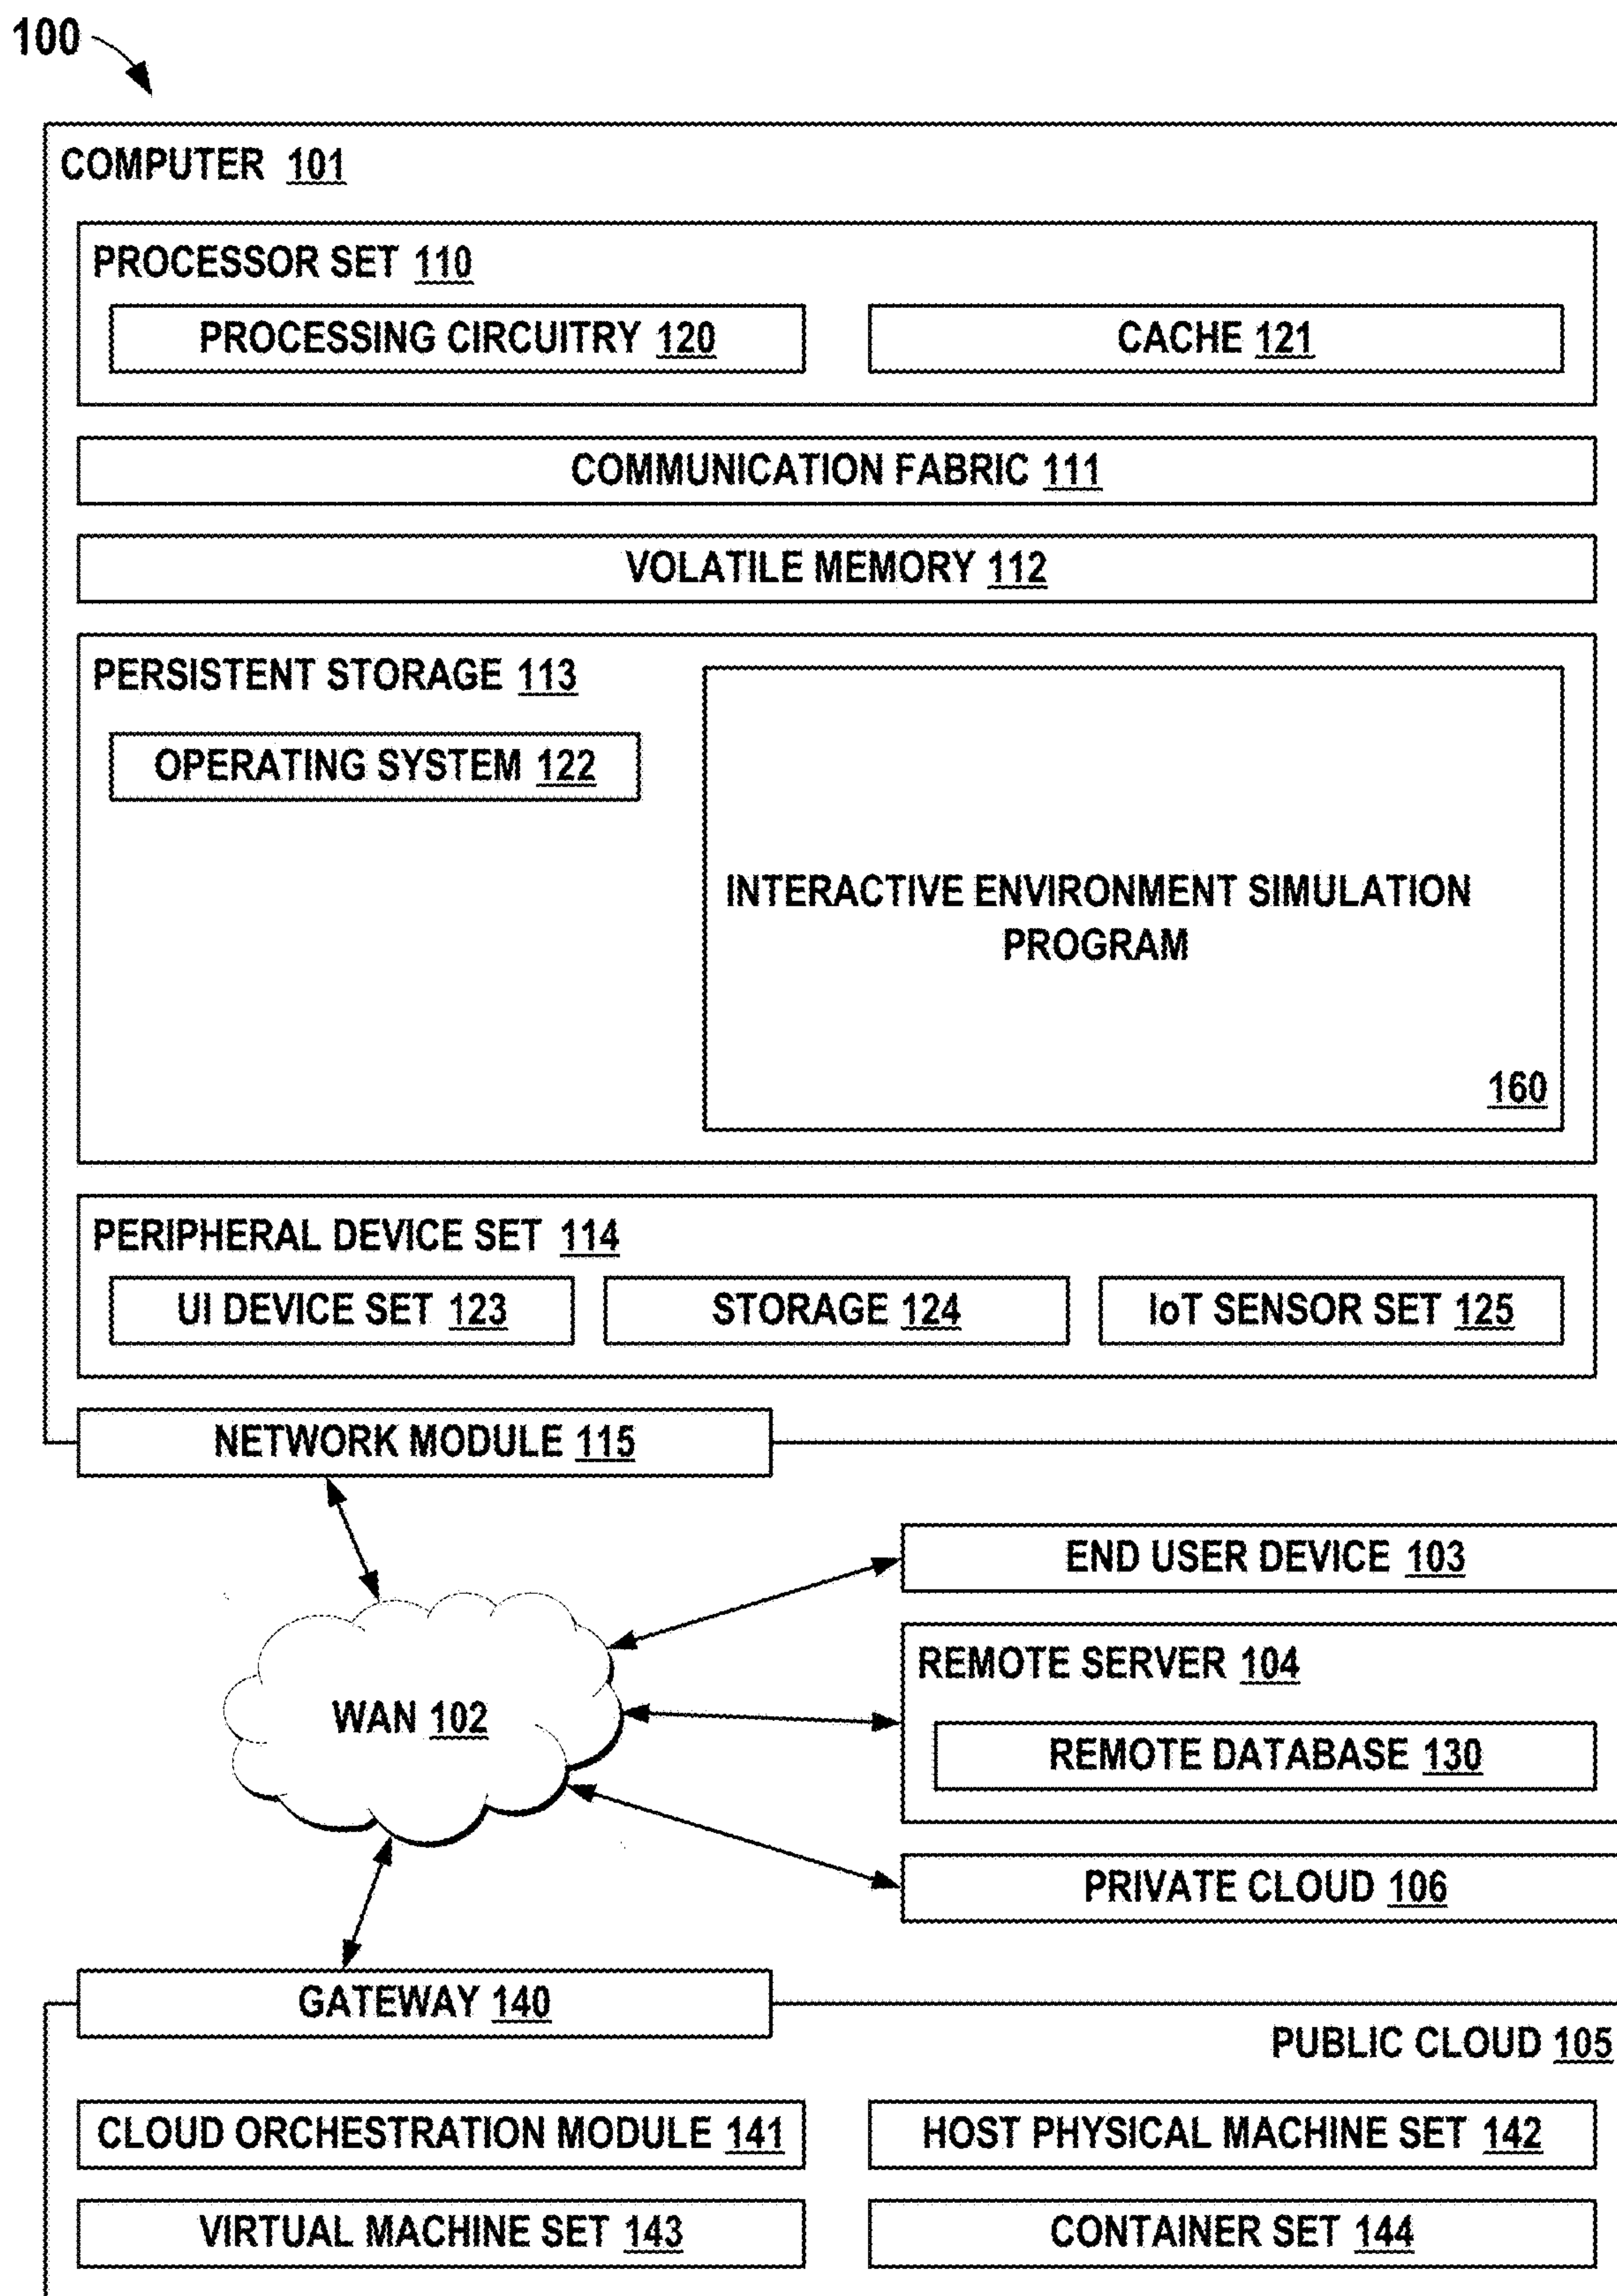 100
COMPUTER 101
PROCESSOR SET 110
PROCESSING CIRCUITRY 120
CACHE 121
COMMUNICATION FABRIC 111
VOLATILE MEMORY 112
PERSISTENT STORAGE 113
OPERATING SYSTEM 122
INTERACTIVE ENVIRONMENT SIMULATION
PROGRAM
160
PERIPHERAL DEVICE SET 114
UI DEVICE SET 123
STORAGE 124
IoT SENSOR SET 125
NETWORK MODULE 115
END USER DEVICE 103
REMOTE SERVER 104
WAN 102
REMOTE DATABASE 130
PRIVATE CLOUD 106
GATEWAY 140
PUBLIC CLOUD 105
CLOUD ORCHESTRATION MODULE 141
HOST PHYSICAL MACHINE SET 142
VIRTUAL MACHINE SET 143
CONTAINER SET 144